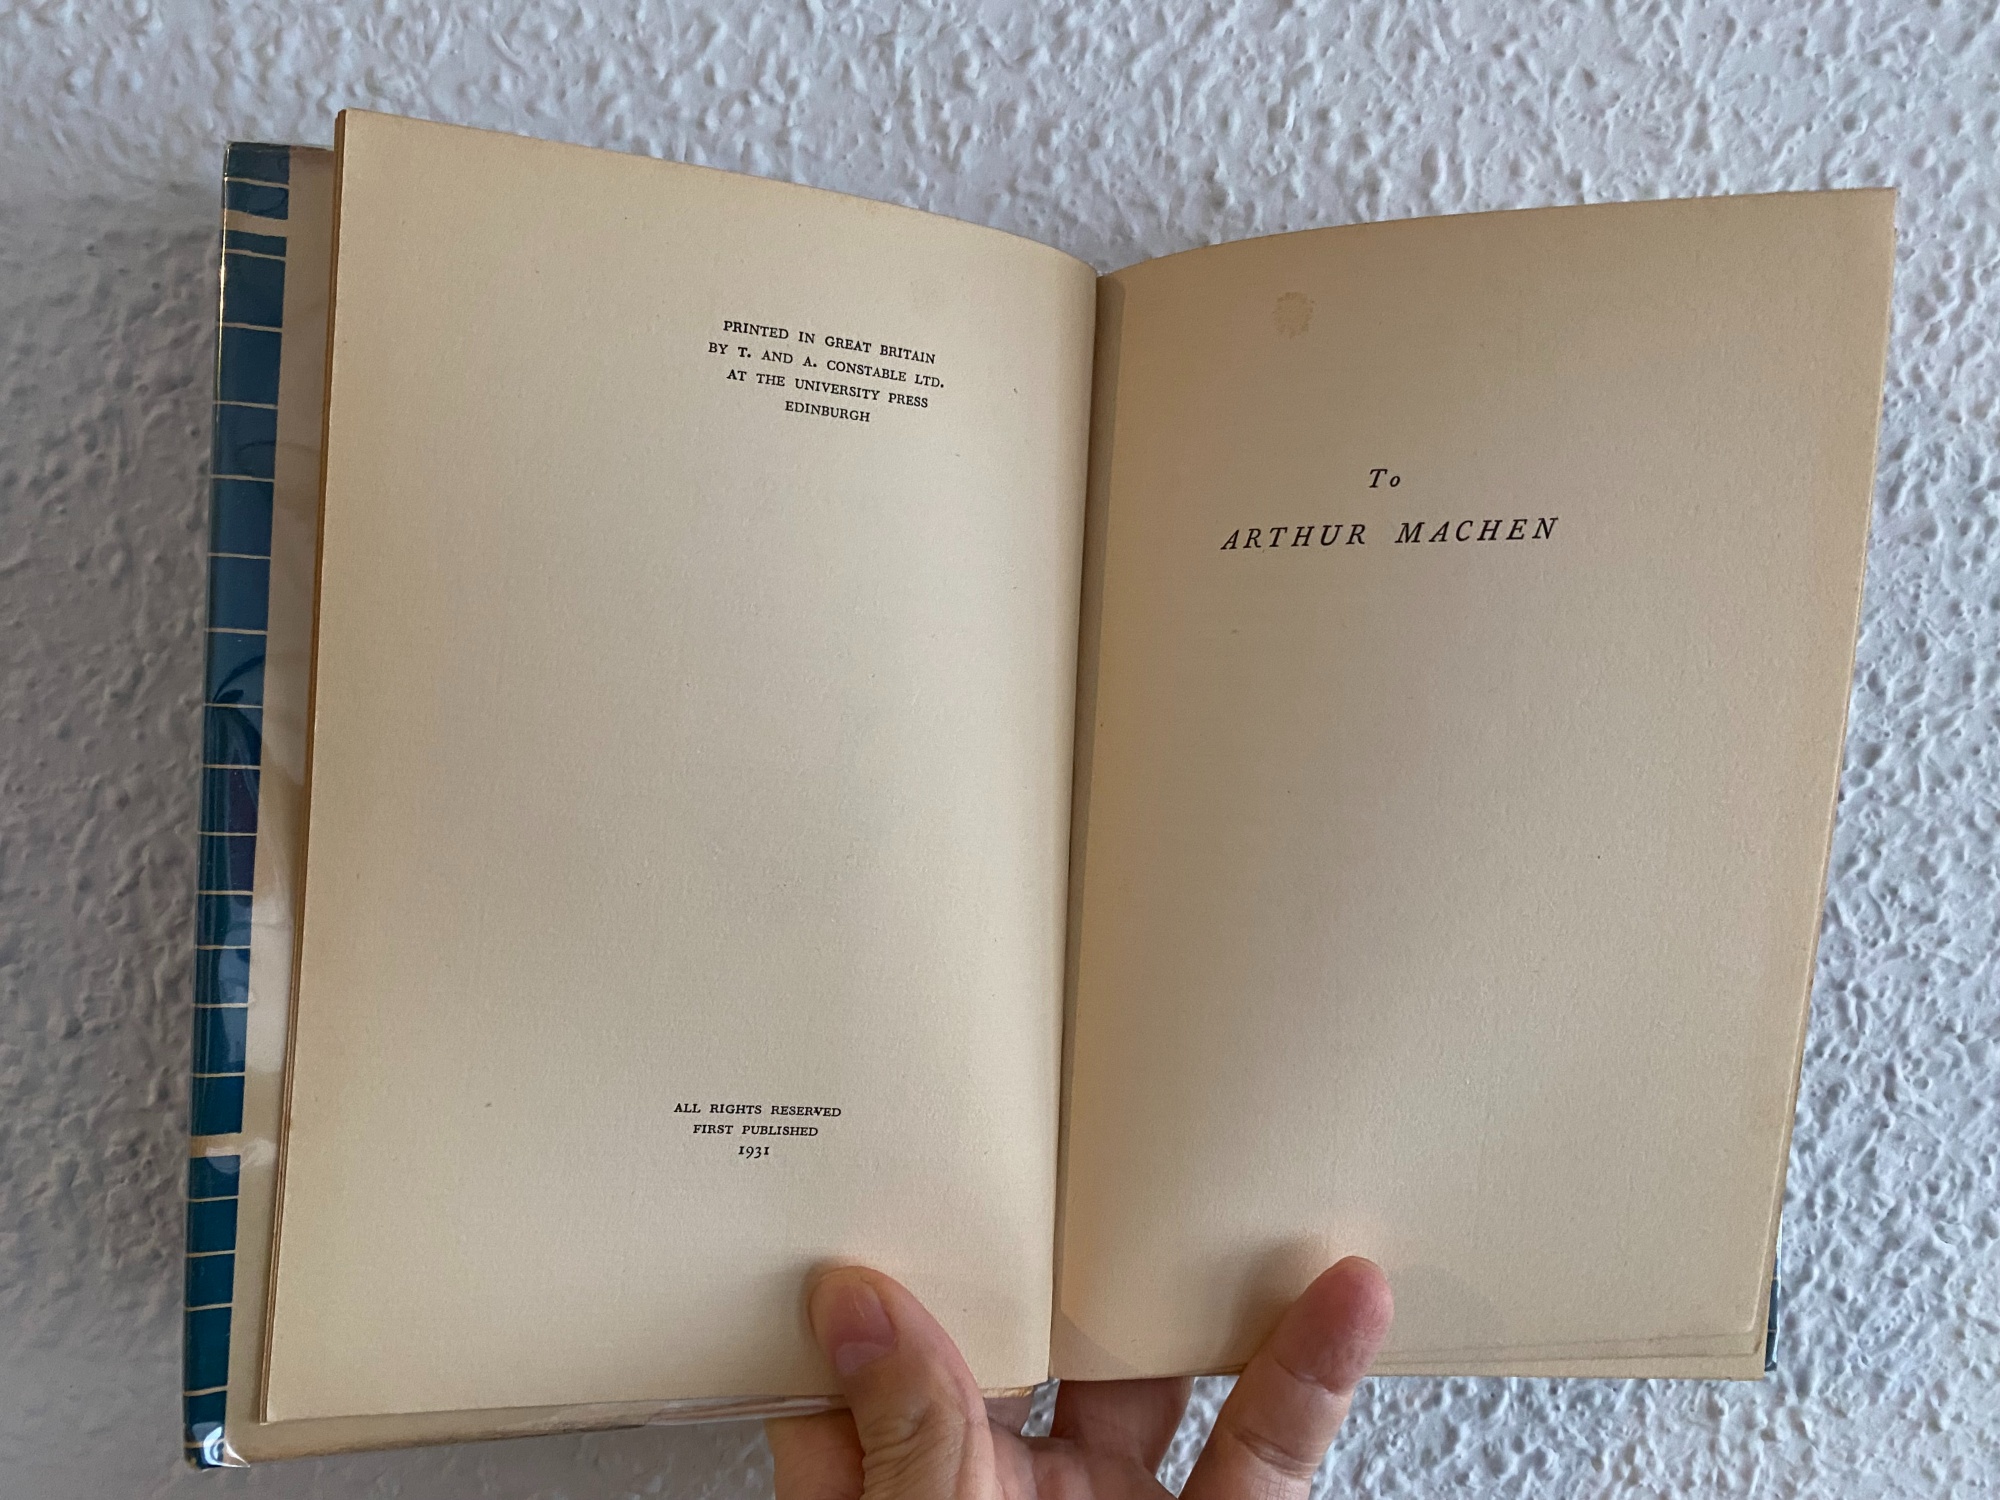 PRINTED IN GREAT BRITAIN
BY T. AND A. CONSTABLE LTD.
AT THE UNIVERSITY PRESS
EDINBURGH
ALL RIGHTS RESERVED
FIRST PUBLISHED
1931
To
ARTHUR MACHEN